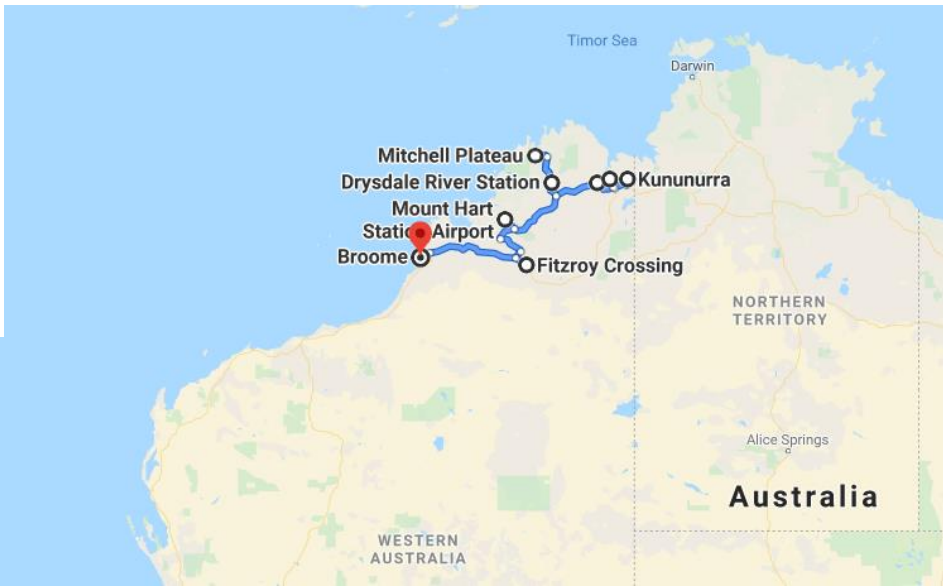 Timor Sea
Darwin
Mitchell Plateau
Drysdale River Station
Kununurra
Mount Hart
Station Airport
Broome
Fitzroy Crossing
NORTHERN
TERRITORY
Alice Springs
Australia
WESTERN
AUSTRALIA